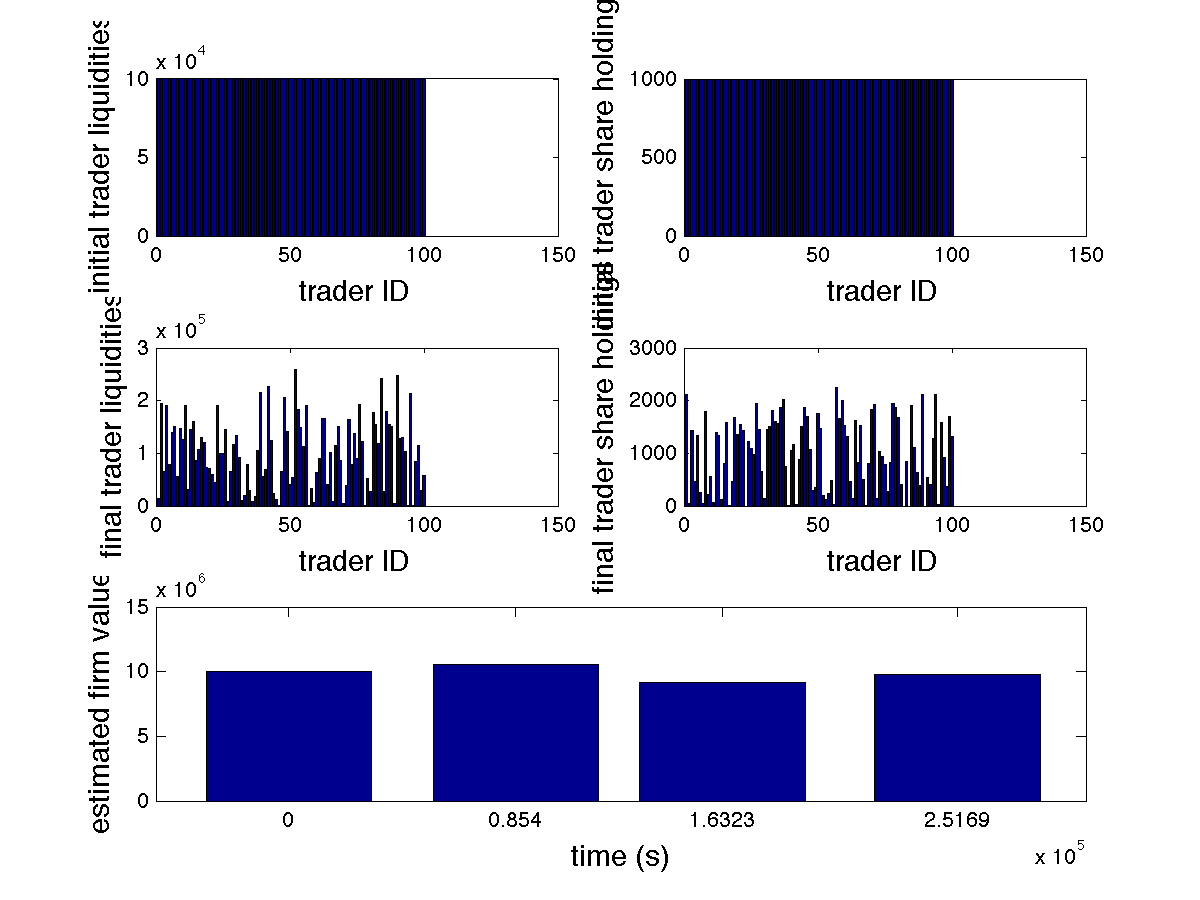 initial trader liquidities
x 10^4
10
5
0
0 50 100 150
trader ID
trader share holding
1000
500
0
0 50 100 150
trader ID
final trader liquidities
x 10^5
3
2
1
0
0 50 100 150
trader ID
final trader share holdings
3000
2000
1000
0
0 50 100 150
trader ID
estimated firm value
x 10^6
15
10
5
0
0 0.854 1.6323 2.5169
time (s)
x 10^5